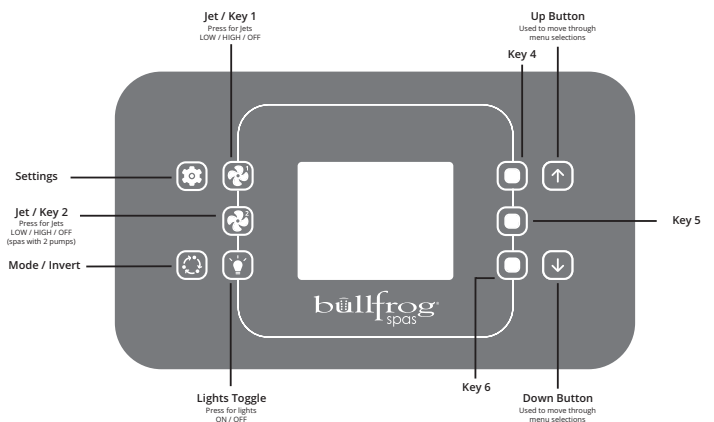 Jet / Key 1
Press for Jets
LOW / HIGH / OFF
Up Button
Used to move through
menu selections
Key 4
Settings
1
Jet / Key 2
Press for Jets
LOW / HIGH / OFF
(spas with 2 pumps)
2
Key 5
Mode / Invert
bullfrog
spas
Key 6
Lights Toggle
Press for lights
ON / OFF
Down Button
Used to move through
menu selections